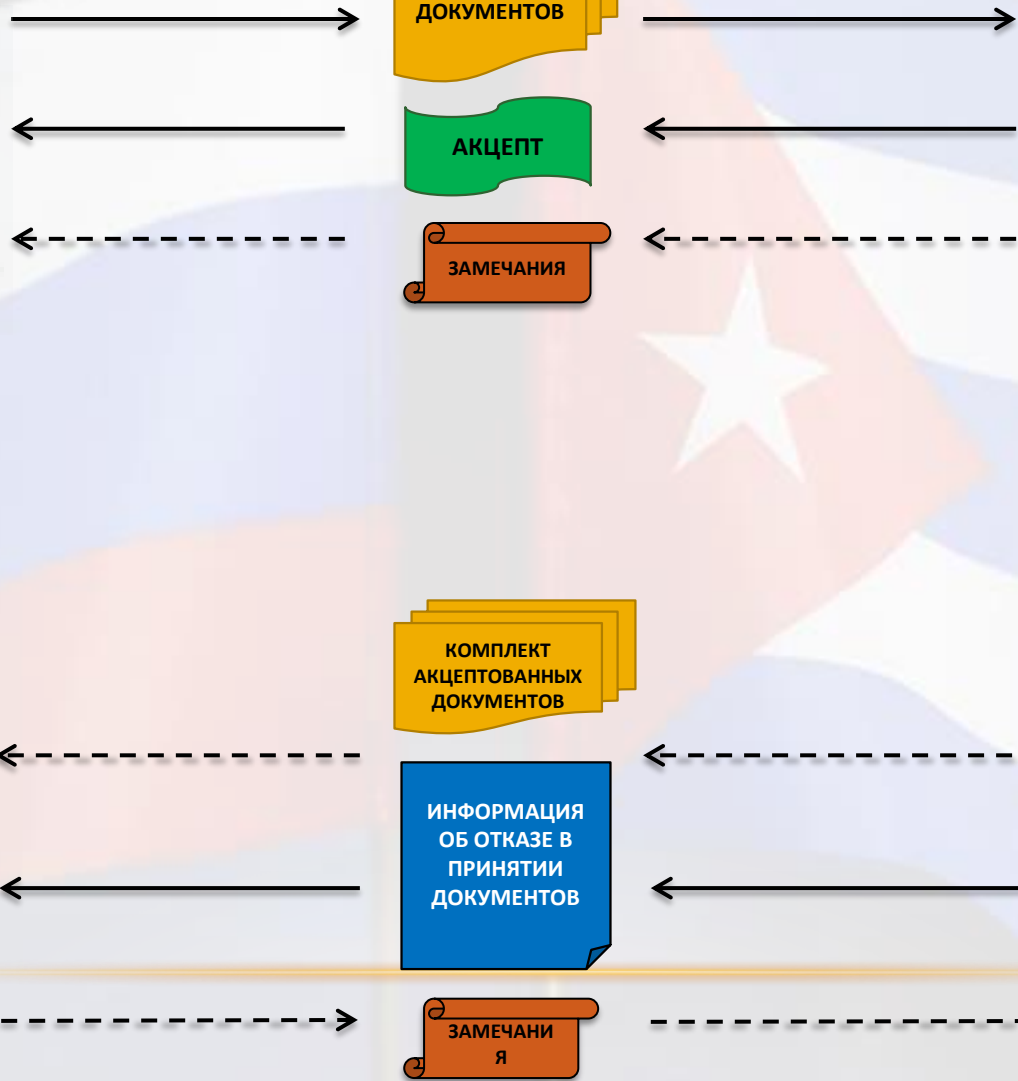 ДОКУМЕНТОВ
АКЦЕПТ
ЗАМЕЧАНИЯ
КОМПЛЕКТ
АКЦЕПТОВАННЫХ
ДОКУМЕНТОВ
ИНФОРМАЦИЯ
ОБ ОТКАЗЕ В
ПРИНЯТИИ
ДОКУМЕНТОВ
ЗАМЕЧАНИ
Я